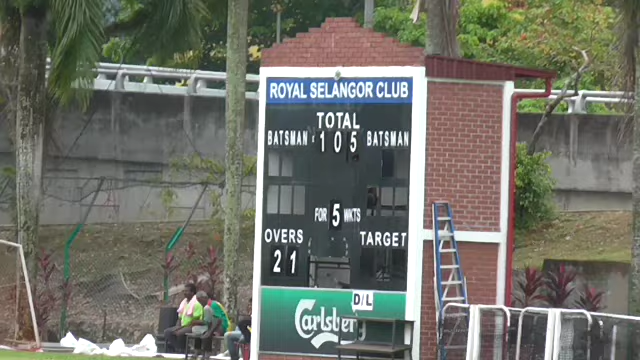 ROYAL SELANGOR CLUB
TOTAL
BATSMAN 105 BATSMAN
FOR 5 WKTS
OVERS TARGET
21
D/L
Carlsberg